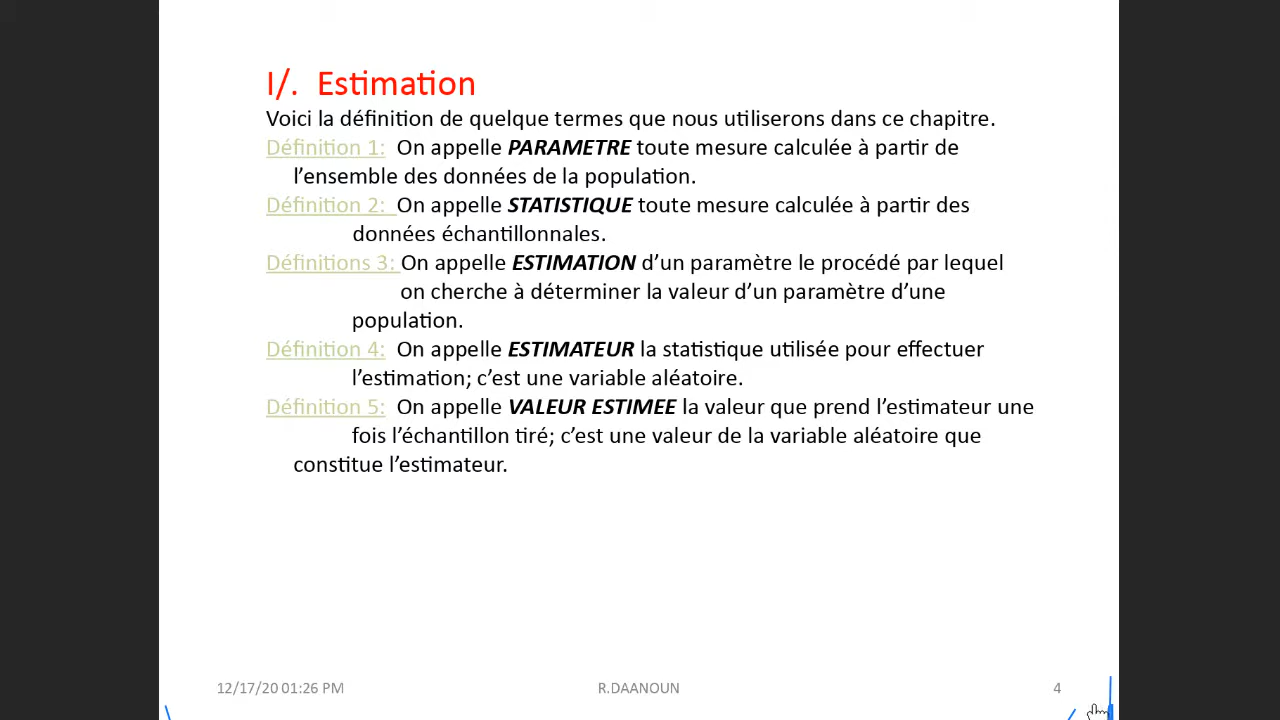 I/. Estimation
Voici la définition de quelque termes que nous utiliserons dans ce chapitre.
Définition 1: On appelle PARAMETRE toute mesure calculée à partir de
l’ensemble des données de la population.
Définition 2: On appelle STATISTIQUE toute mesure calculée à partir des
données échantillonnales.
Définitions 3: On appelle ESTIMATION d’un paramètre le procédé par lequel
on cherche à déterminer la valeur d’un paramètre d’une
population.
Définition 4: On appelle ESTIMATEUR la statistique utilisée pour effectuer
l’estimation; c’est une variable aléatoire.
Définition 5: On appelle VALEUR ESTIMEE la valeur que prend l’estimateur une
fois l’échantillon tiré; c’est une valeur de la variable aléatoire que
constitue l’estimateur.
12/17/20 01:26 PM R.DAANOUN 4